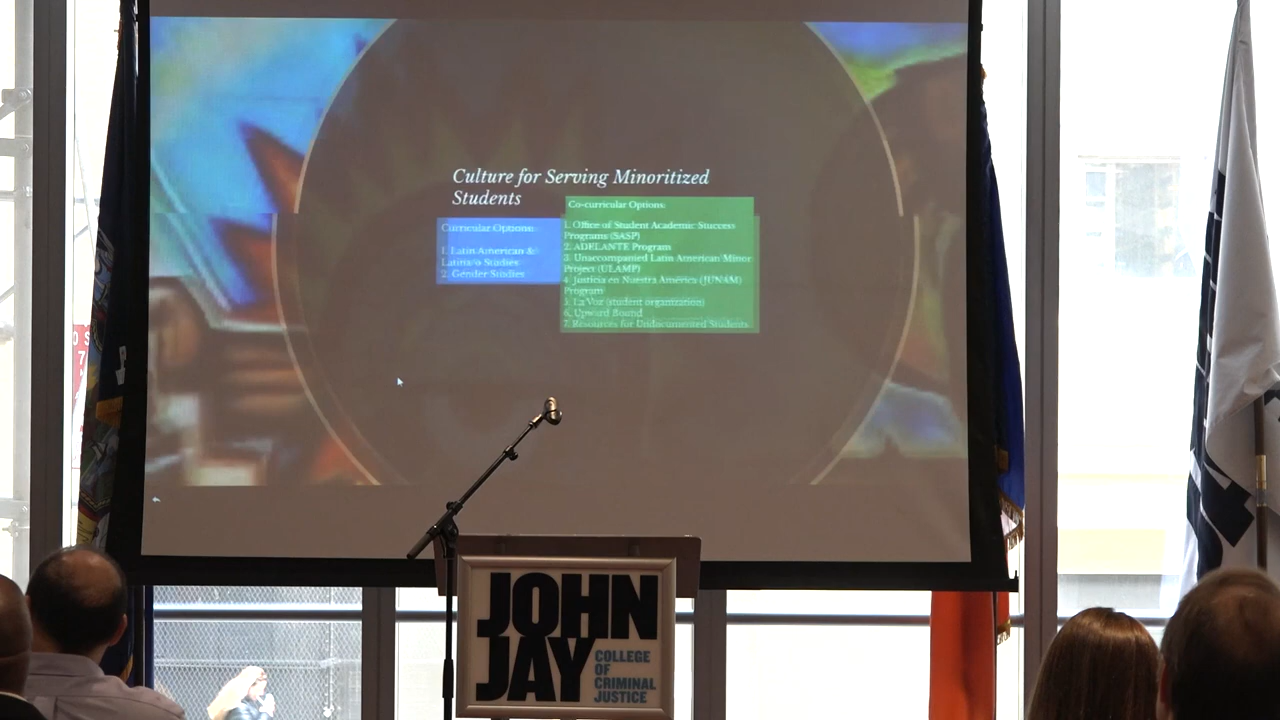 Culture for Serving Minoritized
Students
Curricular Options:
1. Latin American &
Latina/o Studies
2. Gender Studies
Co-curricular Options:
1. Office of Student Academic Success
Programs (SASP)
2. ADELANTE Program
3. Unaccompanied Latin American Minor
Project (ULAMP)
4. Justicia en Nuestra América (JUNAM)
Program
5. La Voz (student organization)
6. Upward Bound
7. Resources for Undocumented Students
JOHN
JAY
COLLEGE
OF
CRIMINAL
JUSTICE